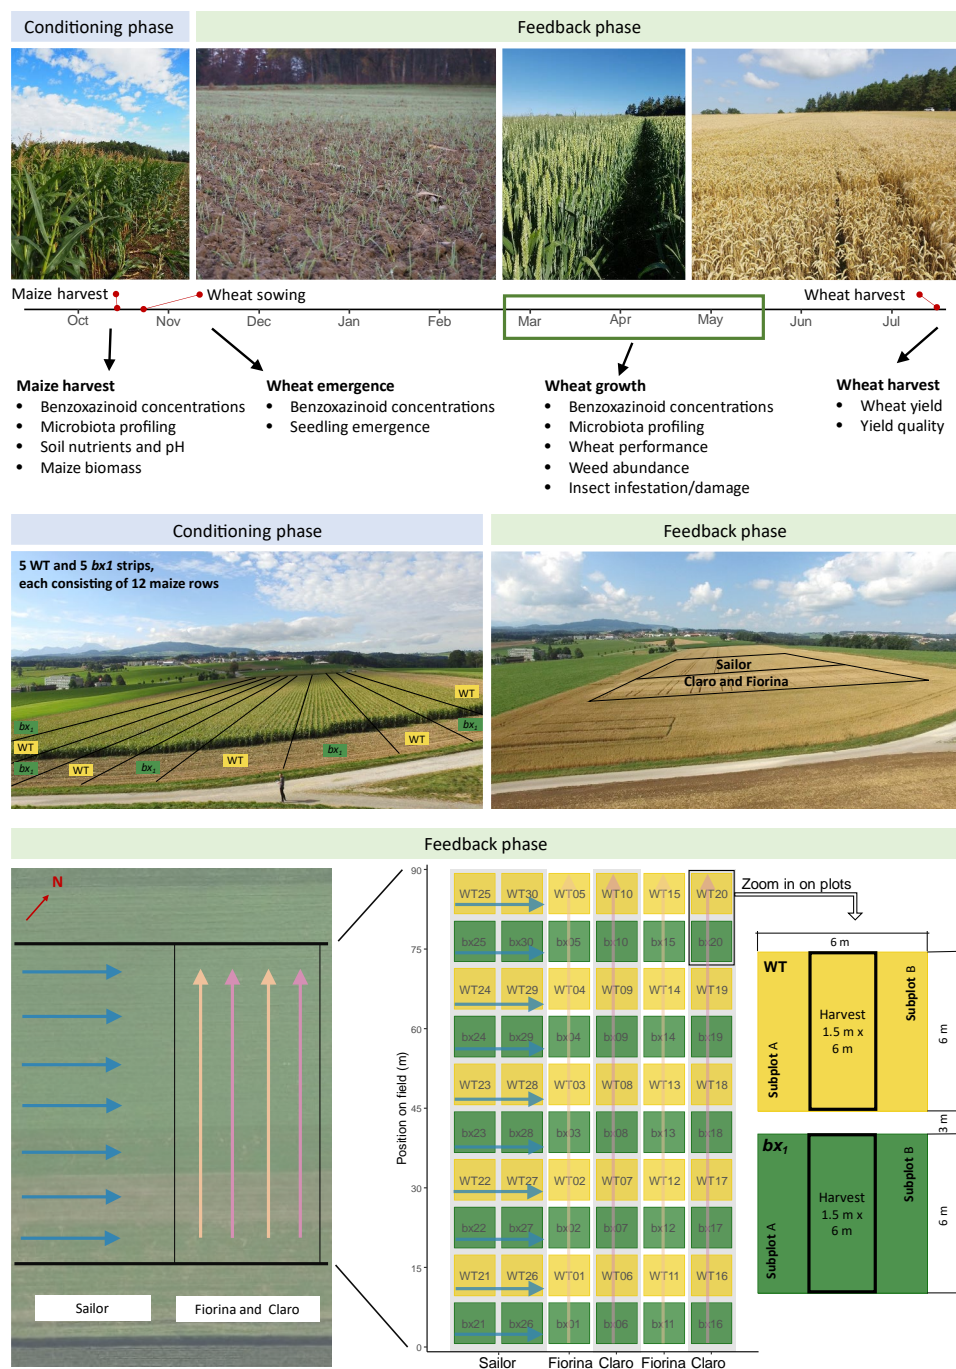 Conditioning phase
Feedback phase
Maize harvest
Wheat sowing
Wheat harvest
Oct Nov Dec Jan Feb Mar Apr May Jun Jul
Maize harvest
• Benzoxazinoid concentrations
• Microbiota profiling
• Soil nutrients and pH
• Maize biomass
Wheat emergence
• Benzoxazinoid concentrations
• Seedling emergence
Wheat growth
• Benzoxazinoid concentrations
• Microbiota profiling
• Wheat performance
• Weed abundance
• Insect infestation/damage
Wheat harvest
• Wheat yield
• Yield quality
Conditioning phase
5 WT and 5 bx1 strips,
each consisting of 12 maize rows
WT
bx1
WT
bx1
WT
bx1
WT
bx1
WT
bx1
Feedback phase
Sailor
Claro and Fiorina
Feedback phase
N
Sailor
Fiorina and Claro
Position on field (m)
90
75
60
45
30
15
0
WT25 WT30 WT05 WT10 WT15 WT20
bx25 bx30 bx05 bx10 bx15 bx20
WT24 WT29 WT04 WT09 WT14 WT19
bx24 bx29 bx04 bx09 bx14 bx19
WT23 WT28 WT03 WT08 WT13 WT18
bx23 bx28 bx03 bx08 bx13 bx18
WT22 WT27 WT02 WT07 WT12 WT17
bx22 bx27 bx02 bx07 bx12 bx17
WT21 WT26 WT01 WT06 WT11 WT16
bx21 bx26 bx01 bx06 bx11 bx16
Sailor Fiorina Claro Fiorina Claro
Zoom in on plots
6 m
WT
Subplot A
Harvest
1.5 m x
6 m
Subplot B
6 m
3 m
bx1
Subplot A
Harvest
1.5 m x
6 m
Subplot B
6 m